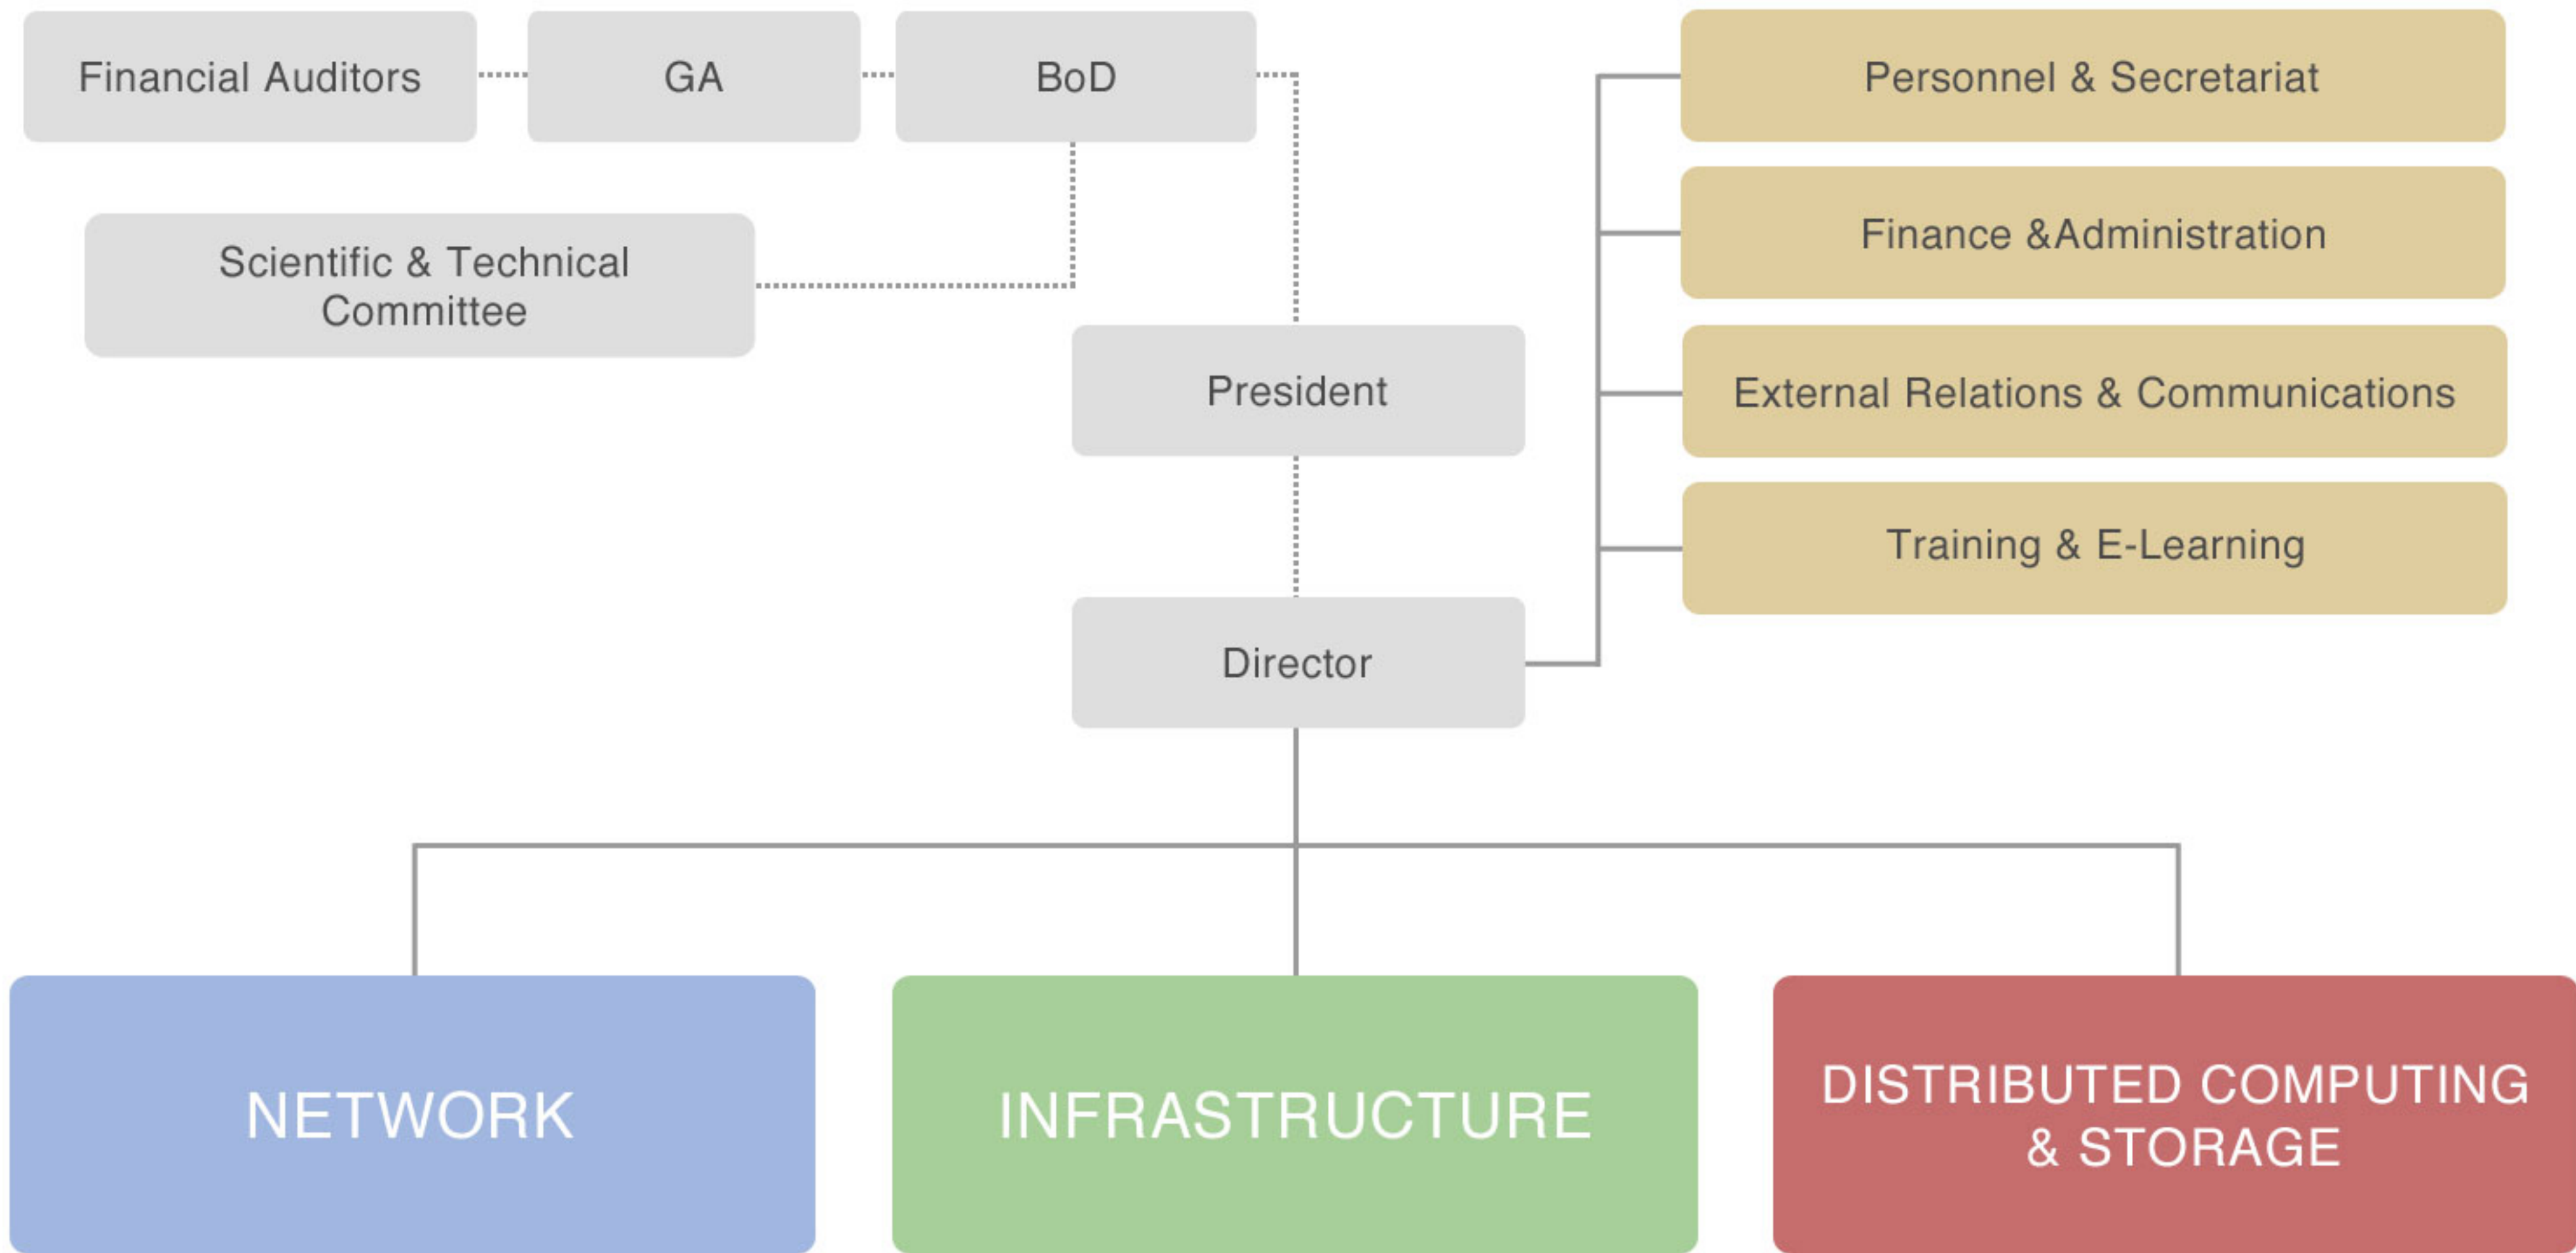 Financial Auditors
GA
BoD
Personnel & Secretariat
Finance &Administration
Scientific & Technical
Committee
President
External Relations & Communications
Training & E-Learning
Director
NETWORK
INFRASTRUCTURE
DISTRIBUTED COMPUTING
& STORAGE